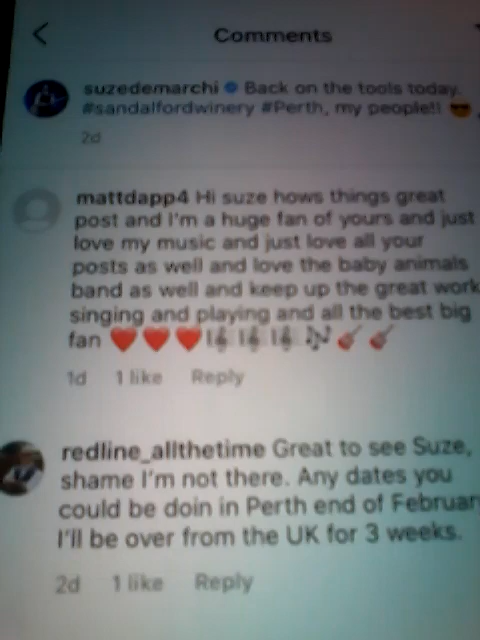 Comments
suzedemarchi Back on the tools today.
#sandalfordwinery #Perth, my people!! 😎
2d
mattdapp4 Hi suze hows things great
post and I'm a huge fan of yours and just
love my music and just love all your
posts as well and love the baby animals
band as well and keep up the great work
singing and playing and all the best big
fan ❤️❤️❤️🎼🎼🎼🎶🎸🎸
1d 1 like Reply
redline_allthetime Great to see Suze,
shame I'm not there. Any dates you
could be doin in Perth end of Februar
I'll be over from the UK for 3 weeks.
2d 1 like Reply